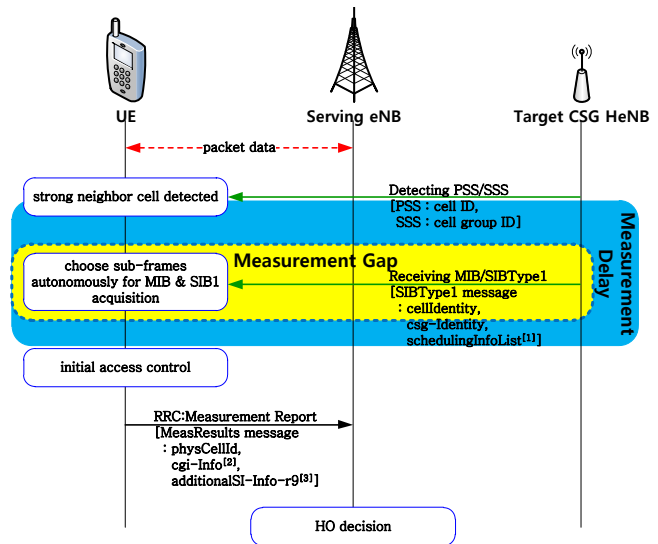 UE
Serving eNB
Target CSG HeNB
packet data
strong neighbor cell detected
Detecting PSS/SSS
[PSS : cell ID,
SSS : cell group ID]
Measurement
Delay
Measurement Gap
choose sub-frames
autonomously for MIB & SIB1
acquisition
Receiving MIB/SIBType1
[SIBType1 message
: cellIdentity,
csg-Identity,
schedulingInfoList[1]]
initial access control
RRC:Measurement Report
[MeasResults message
: physCellId,
cgi-Info[2],
additionalSI-Info-r9[3]]
HO decision